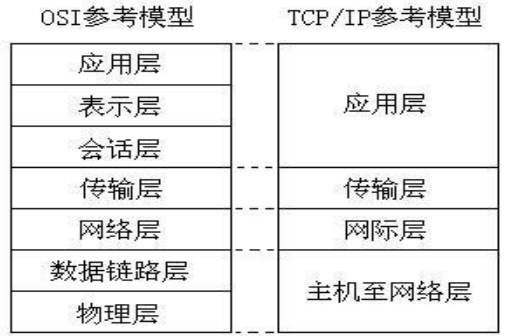 OSI参考模型
TCP/IP参考模型
应用层
表示层
会话层
传输层
网络层
数据链路层
物理层
应用层
传输层
网际层
主机至网络层